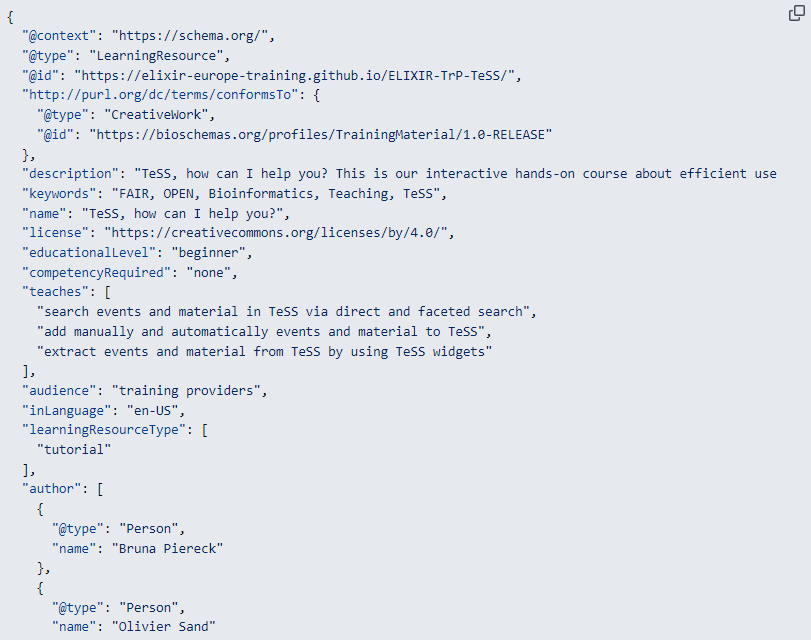 {
  "@context": "https://schema.org/",
  "@type": "LearningResource",
  "@id": "https://elixir-europe-training.github.io/ELIXIR-TrP-TeSS/",
  "http://purl.org/dc/terms/conformsTo": {
    "@type": "CreativeWork",
    "@id": "https://bioschemas.org/profiles/TrainingMaterial/1.0-RELEASE"
  },
  "description": "TeSS, how can I help you? This is our interactive hands-on course about efficient use
  "keywords": "FAIR, OPEN, Bioinformatics, Teaching, TeSS",
  "name": "TeSS, how can I help you?",
  "license": "https://creativecommons.org/licenses/by/4.0/",
  "educationalLevel": "beginner",
  "competencyRequired": "none",
  "teaches": [
    "search events and material in TeSS via direct and faceted search",
    "add manually and automatically events and material to TeSS",
    "extract events and material from TeSS by using TeSS widgets"
  ],
  "audience": "training providers",
  "inLanguage": "en-US",
  "learningResourceType": [
    "tutorial"
  ],
  "author": [
    {
      "@type": "Person",
      "name": "Bruna Piereck"
    },
    {
      "@type": "Person",
      "name": "Olivier Sand"